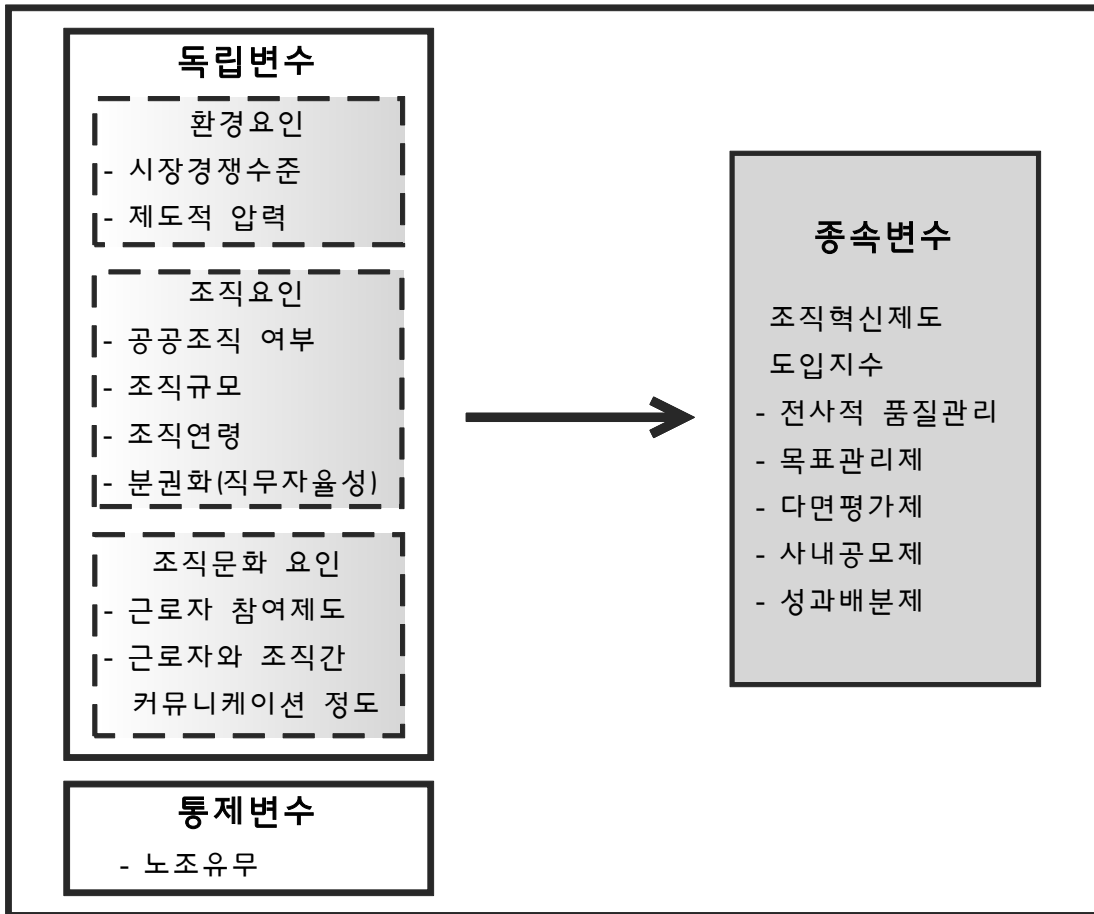 독립변수
환경요인
- 시장경쟁수준
- 제도적 압력
조직요인
- 공공조직 여부
- 조직규모
- 조직연령
- 분권화(직무자율성)
조직문화 요인
- 근로자 참여제도
- 근로자와 조직간
커뮤니케이션 정도
통제변수
- 노조유무
종속변수
조직혁신제도
도입지수
- 전사적 품질관리
- 목표관리제
- 다면평가제
- 사내공모제
- 성과배분제